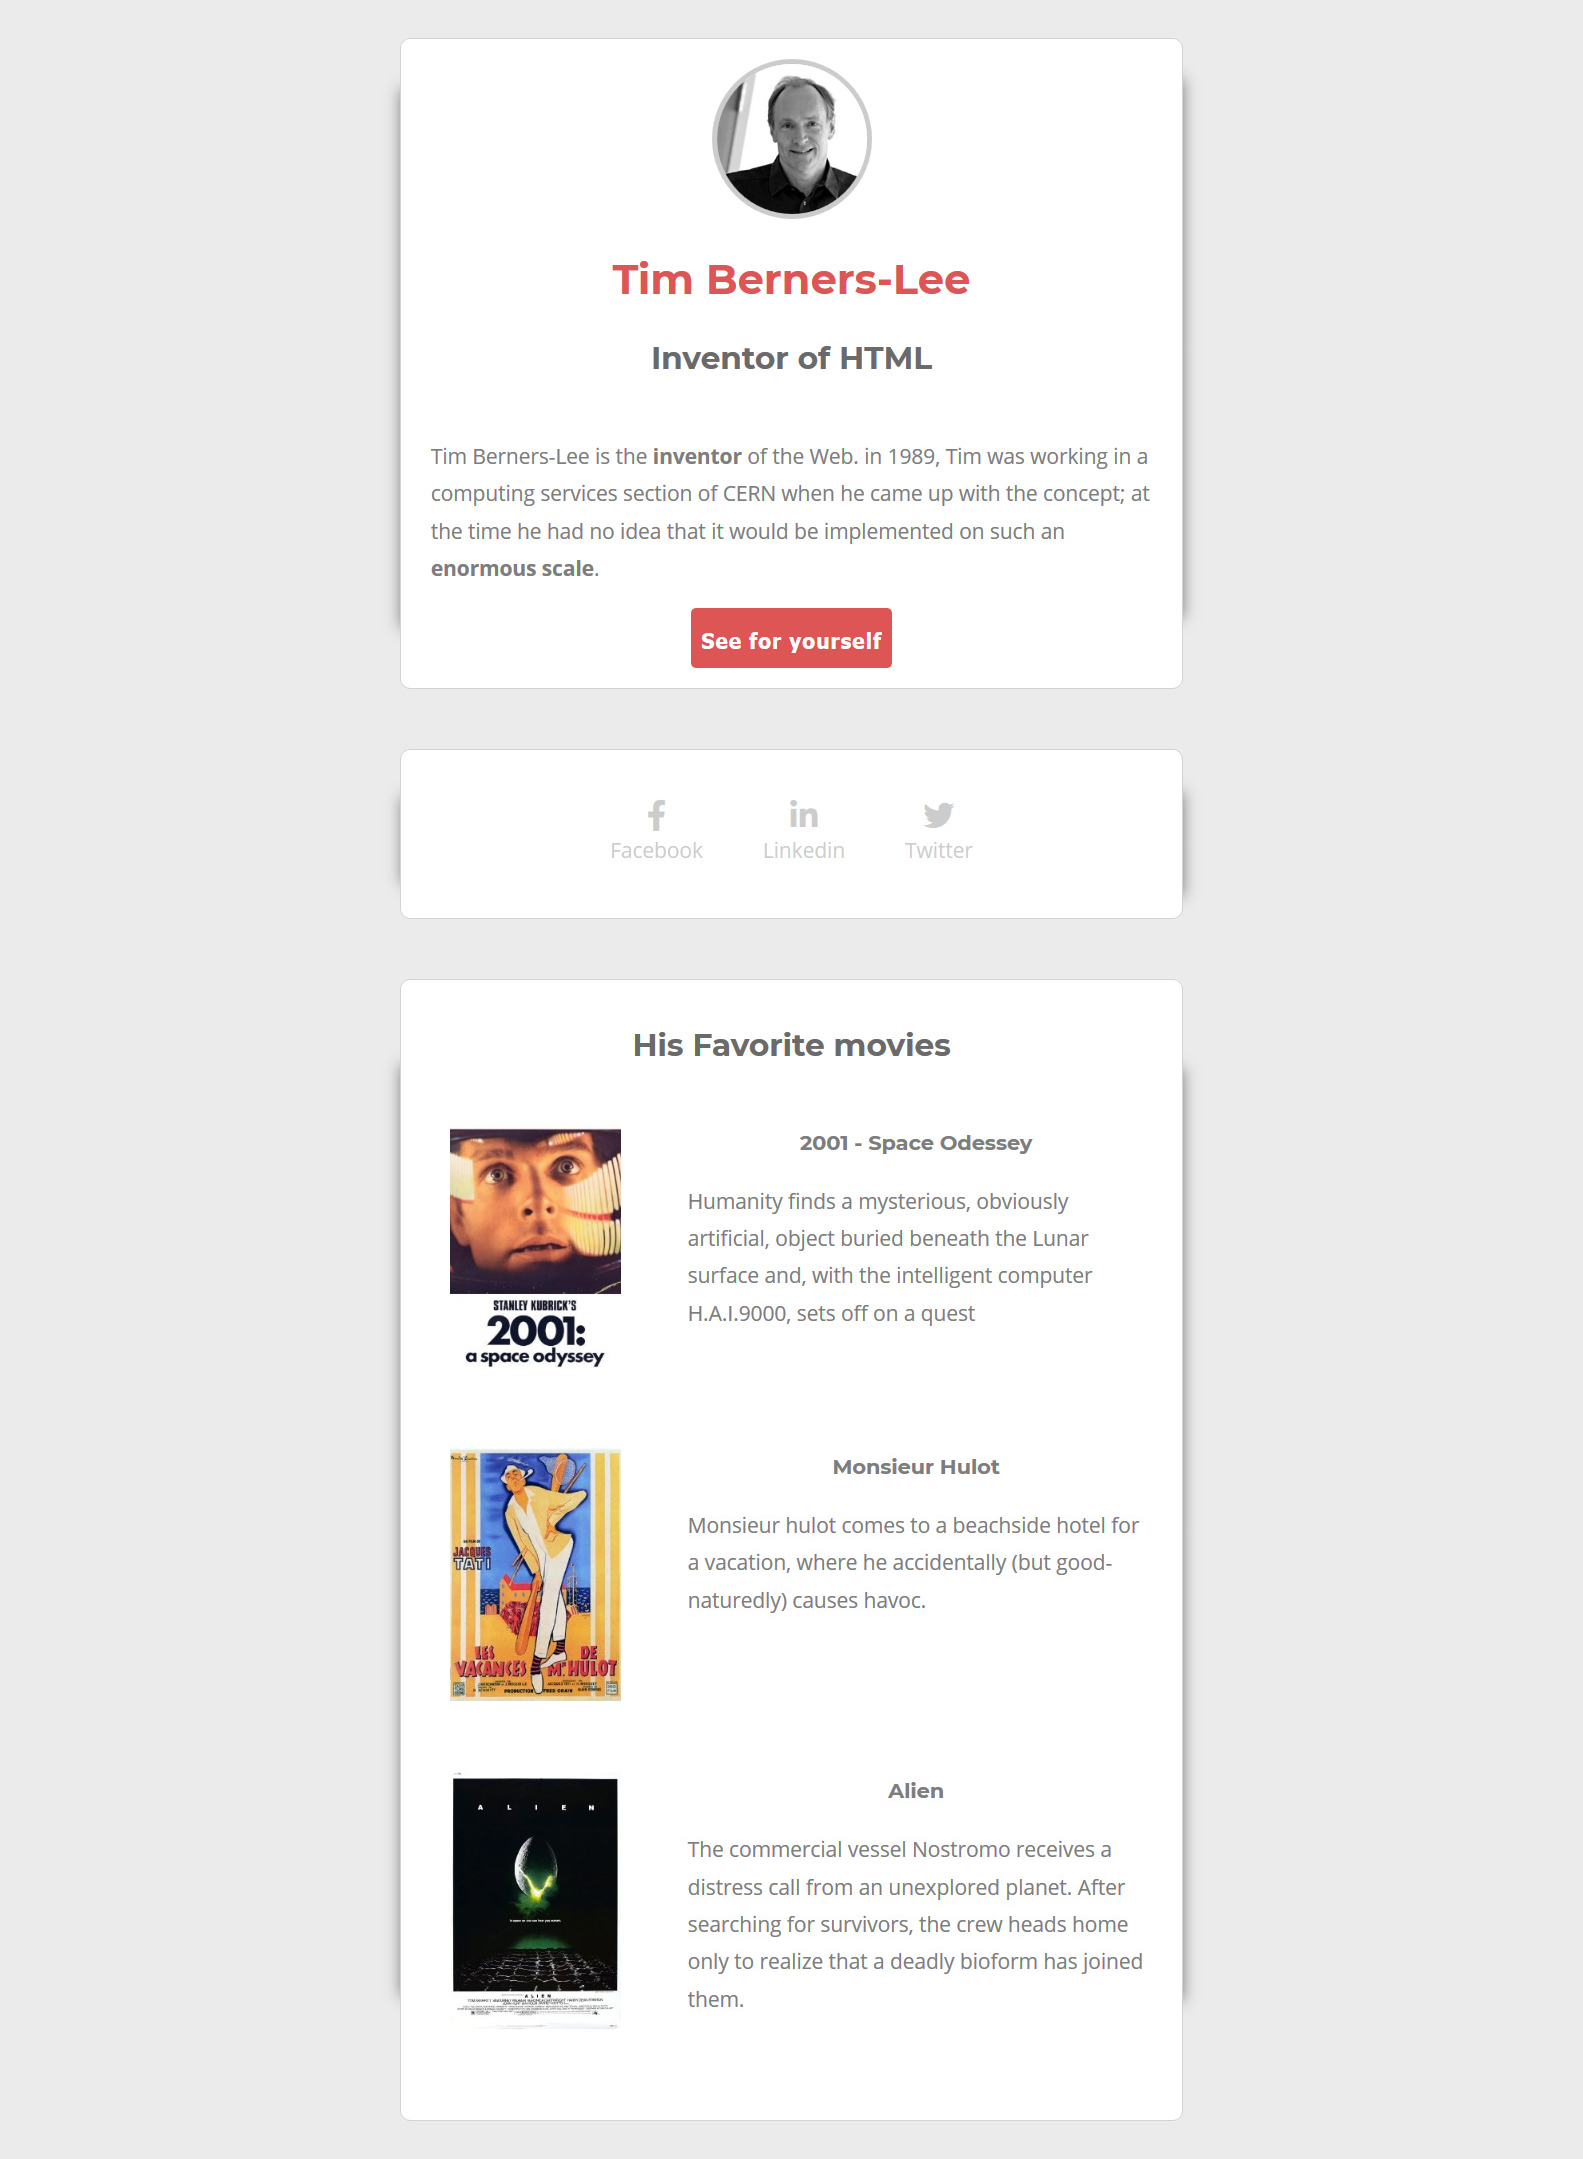 Tim Berners-Lee
Inventor of HTML
Tim Berners-Lee is the inventor of the Web. in 1989, Tim was working in a
computing services section of CERN when he came up with the concept; at
the time he had no idea that it would be implemented on such an
enormous scale.
See for yourself
Facebook
Linkedin
Twitter
His Favorite movies
STANLEY KUBRICK'S
2001:
a space odyssey
2001 - Space Odessey
Humanity finds a mysterious, obviously
artificial, object buried beneath the Lunar
surface and, with the intelligent computer
H.A.I.9000, sets off on a quest
JACQUES
TATI
LES DE
VACANCES Mr HULOT
Monsieur Hulot
Monsieur hulot comes to a beachside hotel for
a vacation, where he accidentally (but good-
naturedly) causes havoc.
ALIEN
ALIEN
Alien
The commercial vessel Nostromo receives a
distress call from an unexplored planet. After
searching for survivors, the crew heads home
only to realize that a deadly bioform has joined
them.